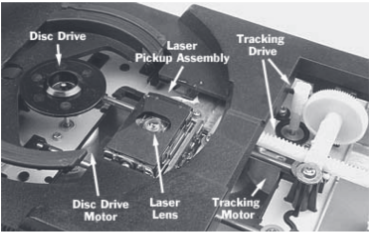 Disc Drive
Laser
Pickup Assembly
Tracking
Drive
Disc Drive
Motor
Laser
Lens
Tracking
Motor